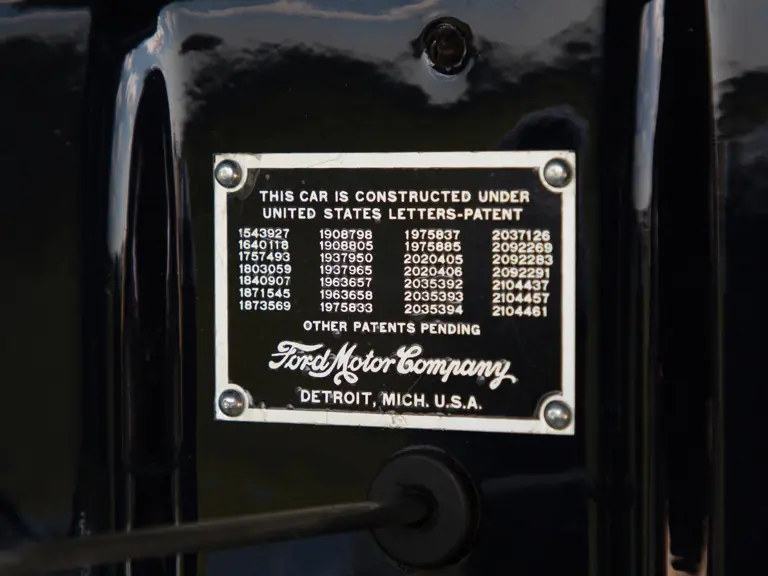 THIS CAR IS CONSTRUCTED UNDER
UNITED STATES LETTERS-PATENT
1543927 1908798 1975837 2037126
1640118 1908805 1975885 2092269
1757493 1937950 2020405 2092283
1803059 1937965 2020406 2092291
1840907 1963657 2035392 2104437
1871545 1963658 2035393 2104457
1873569 1975833 2035394 2104461
OTHER PATENTS PENDING
Ford Motor Company
DETROIT, MICH. U.S.A.